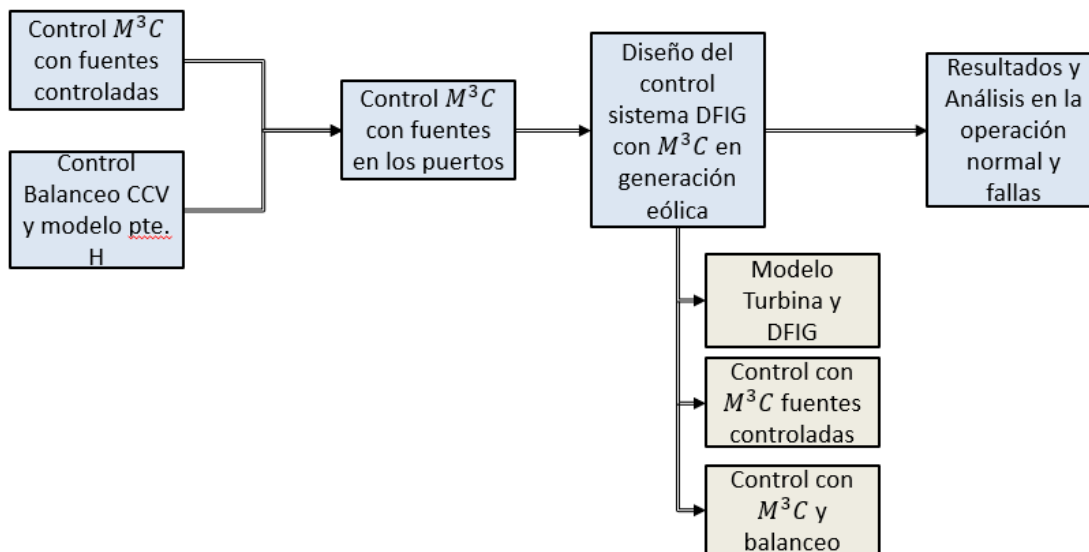 Control M³C
con fuentes
controladas
Control
Balanceo CCV
y modelo pte.
H
Control M³C
con fuentes
en los puertos
Diseño del
control
sistema DFIG
con M³C en
generación
eólica
Resultados y
Análisis en la
operación
normal y
fallas
Modelo
Turbina y
DFIG
Control con
M³C fuentes
controladas
Control con
M³C y
balanceo